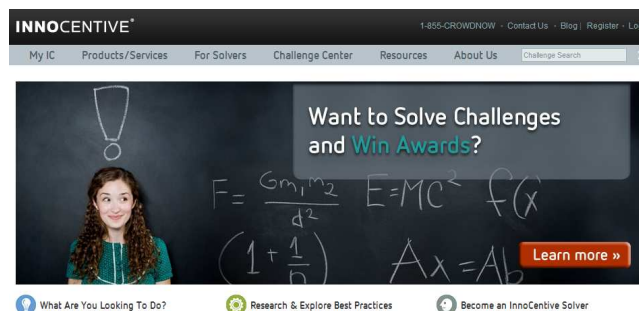 INNOCENTIVE®
1-855-CROWDNOW · Contact Us · Blog | Register · Lo
My IC Products/Services For Solvers Challenge Center Resources About Us Challenge Search
Want to Solve Challenges
and Win Awards?
F = Gm₁m₂ / d² E=MC² f(x)
(1 + 1/n) Ax = Ab
Learn more »
What Are You Looking To Do? Research & Explore Best Practices Become an InnoCentive Solver